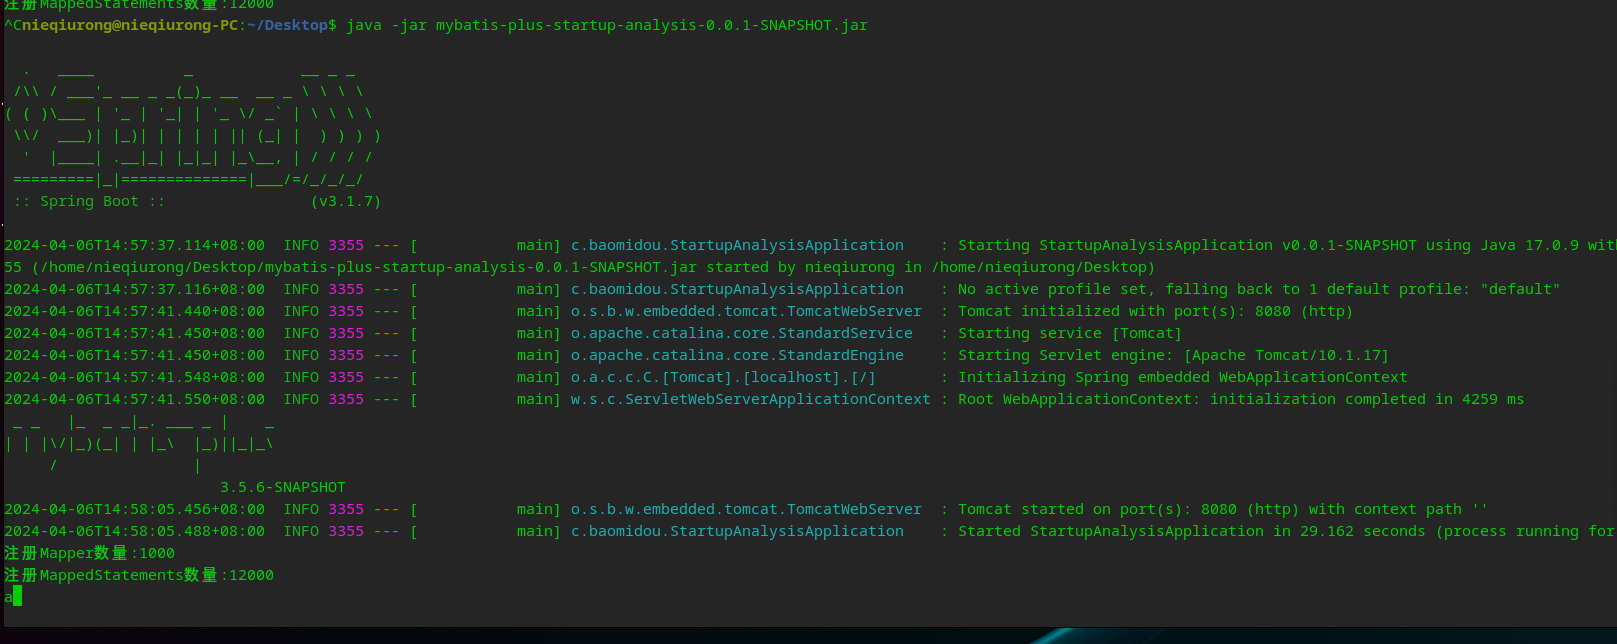 注册MappedStatements数量:12000
^Cnieqiurong@nieqiurong-PC:~/Desktop$ java -jar mybatis-plus-startup-analysis-0.0.1-SNAPSHOT.jar
  .   ____          _            __ _ _
 /\\ / ___'_ __ _ _(_)_ __  __ _ \ \ \ \
( ( )\___ | '_ | '_| | '_ \/ _` | \ \ \ \
 \\/  ___)| |_)| | | | | || (_| |  ) ) ) )
  '  |____| .__|_| |_|_| |_\__, | / / / /
 =========|_|==============|___/=/_/_/_/
 :: Spring Boot ::                (v3.1.7)
2024-04-06T14:57:37.114+08:00  INFO 3355 --- [           main] c.baomidou.StartupAnalysisApplication    : Starting StartupAnalysisApplication v0.0.1-SNAPSHOT using Java 17.0.9 wit
55 (/home/nieqiurong/Desktop/mybatis-plus-startup-analysis-0.0.1-SNAPSHOT.jar started by nieqiurong in /home/nieqiurong/Desktop)
2024-04-06T14:57:37.116+08:00  INFO 3355 --- [           main] c.baomidou.StartupAnalysisApplication    : No active profile set, falling back to 1 default profile: "default"
2024-04-06T14:57:41.440+08:00  INFO 3355 --- [           main] o.s.b.w.embedded.tomcat.TomcatWebServer  : Tomcat initialized with port(s): 8080 (http)
2024-04-06T14:57:41.450+08:00  INFO 3355 --- [           main] o.apache.catalina.core.StandardService   : Starting service [Tomcat]
2024-04-06T14:57:41.450+08:00  INFO 3355 --- [           main] o.apache.catalina.core.StandardEngine    : Starting Servlet engine: [Apache Tomcat/10.1.17]
2024-04-06T14:57:41.548+08:00  INFO 3355 --- [           main] o.a.c.c.C.[Tomcat].[localhost].[/]       : Initializing Spring embedded WebApplicationContext
2024-04-06T14:57:41.550+08:00  INFO 3355 --- [           main] w.s.c.ServletWebServerApplicationContext : Root WebApplicationContext: initialization completed in 4259 ms
 _ _   |_  _ _|_. ___ _ |    _
| | |\/|_)(_| | |_\  |_)||_|_\
     /               |
                        3.5.6-SNAPSHOT
2024-04-06T14:58:05.456+08:00  INFO 3355 --- [           main] o.s.b.w.embedded.tomcat.TomcatWebServer  : Tomcat started on port(s): 8080 (http) with context path ''
2024-04-06T14:58:05.488+08:00  INFO 3355 --- [           main] c.baomidou.StartupAnalysisApplication    : Started StartupAnalysisApplication in 29.162 seconds (process running for
注册Mapper数量:1000
注册MappedStatements数量:12000
a